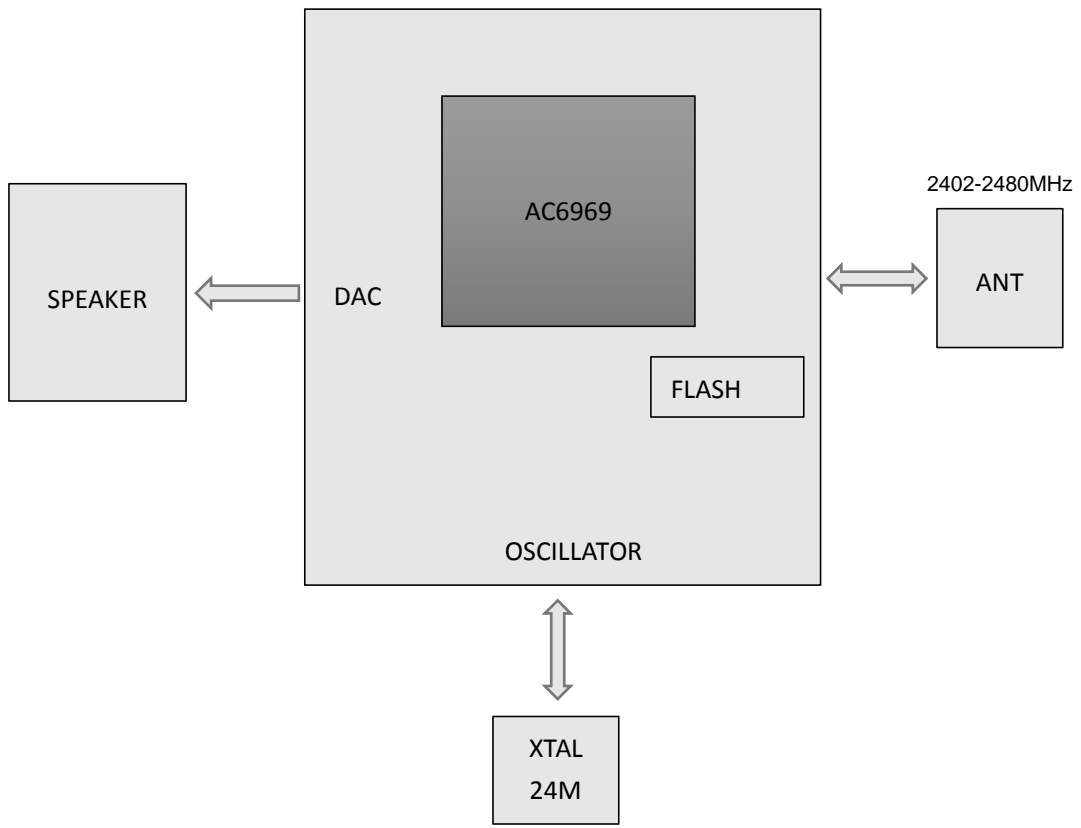 AC6969
2402-2480MHz
SPEAKER
DAC
ANT
FLASH
OSCILLATOR
XTAL
24M